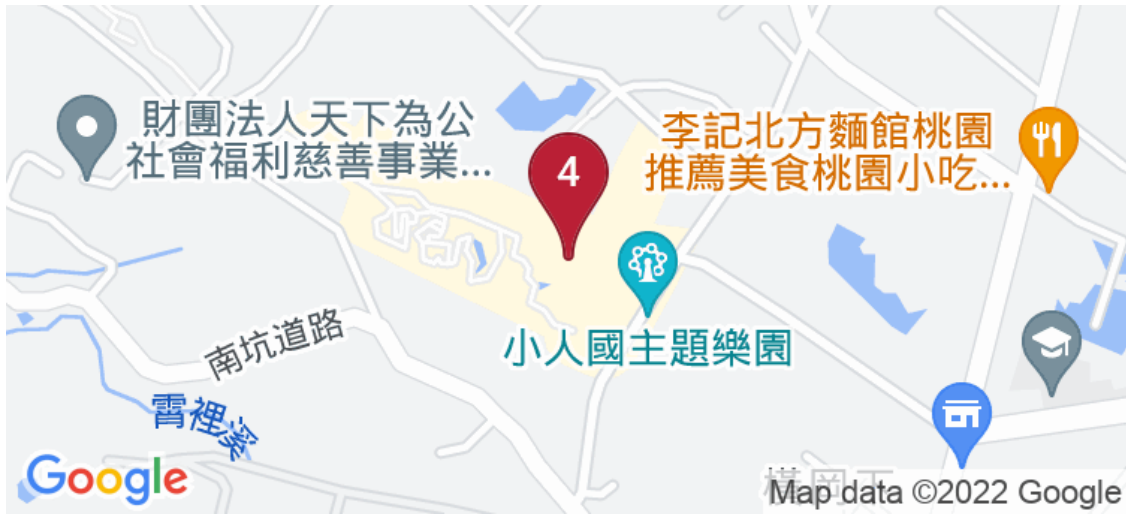 財團法人天下為公
社會福利慈善事業...
4
李記北方麵館桃園
推薦美食桃園小吃...
小人國主題樂園
南坑道路
霄裡溪
Google
Map data ©2022 Google